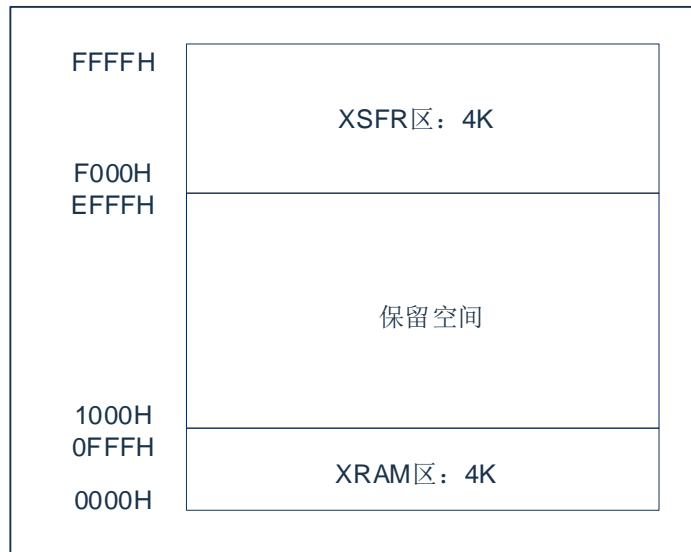 FFFFH
XSFR区：4K
F000H
EFFFH
保留空间
1000H
0FFFH
XRAM区：4K
0000H